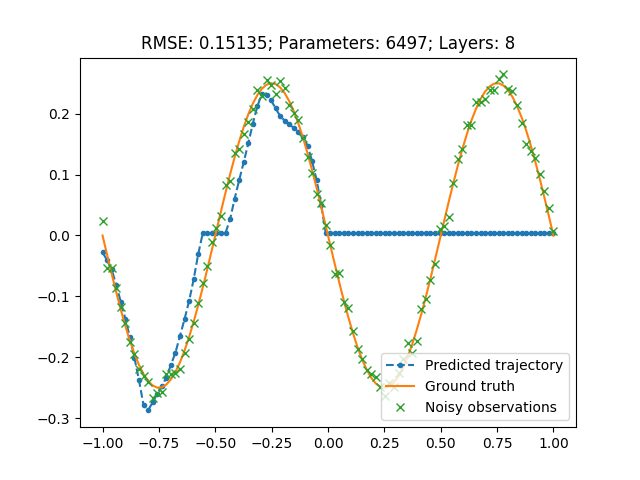 RMSE: 0.15135; Parameters: 6497; Layers: 8
0.2
0.1
0.0
−0.1
−0.2
−0.3
−1.00 −0.75 −0.50 −0.25 0.00 0.25 0.50 0.75 1.00
Predicted trajectory
Ground truth
Noisy observations